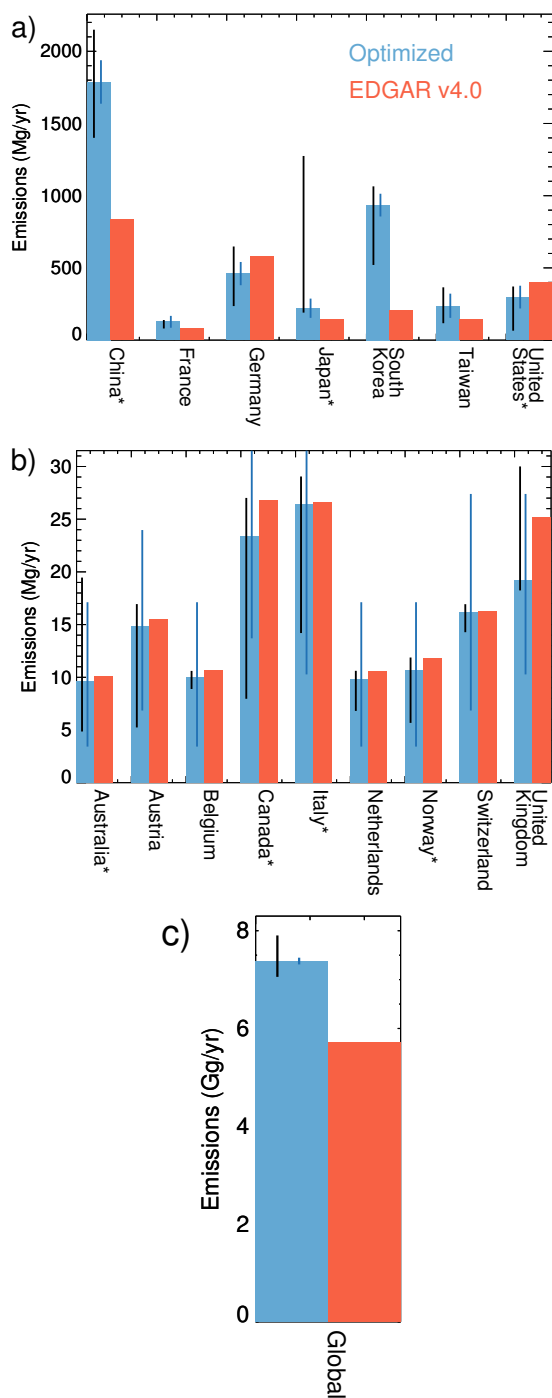 a)
Optimized
EDGAR v4.0
Emissions (Mg/yr)
2000
1500
1000
500
0
China*
France
Germany
Japan*
South
Korea
Taiwan
United
States*
b)
Emissions (Mg/yr)
30
25
20
15
10
5
0
Australia*
Austria
Belgium
Canada*
Italy*
Netherlands
Norway*
Switzerland
United
Kingdom
c)
Emissions (Gg/yr)
8
6
4
2
0
Global